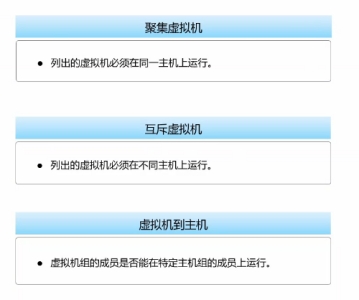 聚集虚拟机
● 列出的虚拟机必须在同一主机上运行。
互斥虚拟机
● 列出的虚拟机必须在不同主机上运行。
虚拟机到主机
● 虚拟机组的成员是否能在特定主机组的成员上运行。